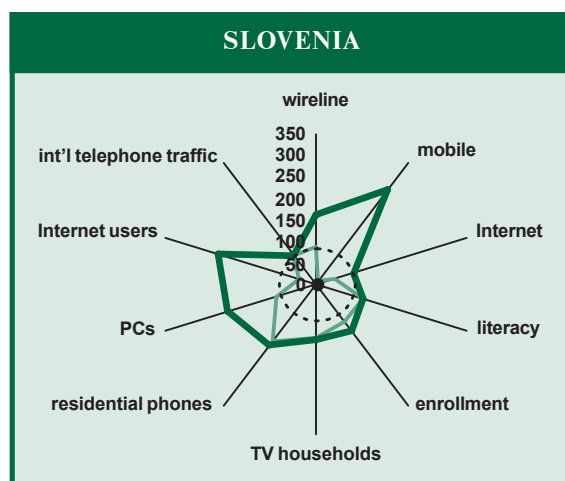 SLOVENIA
wireline
350
300
250
200
150
100
50
0
mobile
int'l telephone traffic
Internet users
Internet
PCs
literacy
residential phones
enrollment
TV households